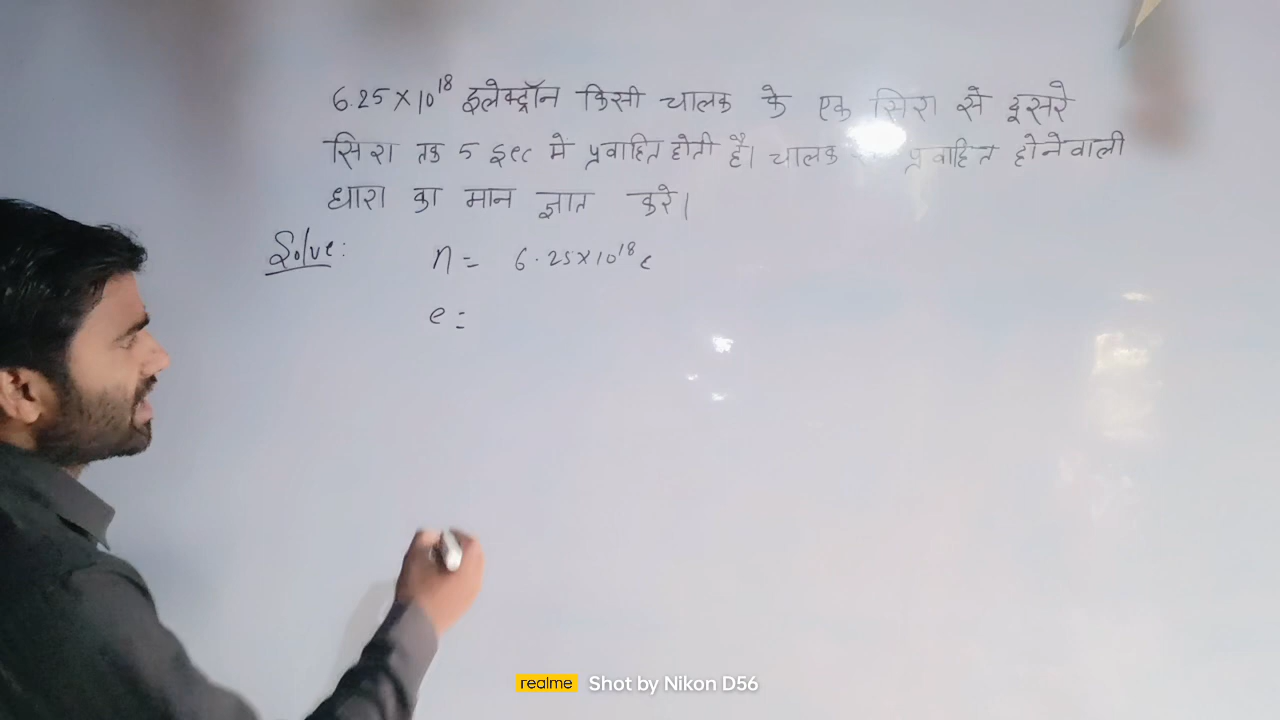 6.25×10¹⁸ इलेक्ट्रॉन किसी चालक के एक सिरा से दूसरे
सिरा तक 5 sec में प्रवाहित होती है। चालक प्रवाहित होनेवाली
धारा का मान ज्ञात करे।
Solve:
n = 6.25×10¹⁸ e
e =
realme Shot by Nikon D56